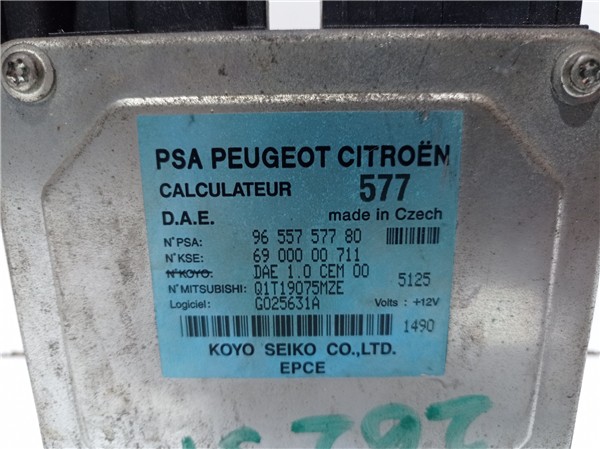 PSA PEUGEOT CITROËN
CALCULATEUR 577
D.A.E. made in Czech
N°PSA: 96 557 577 80
N°KSE: 69 000 00 711
N°KOYO: DAE 1.0 CEM 00 5125
N°MITSUBISHI: Q1T19075MZE
Logiciel: G025631A Volts : +12V
1490
KOYO SEIKO CO.,LTD.
EPCE